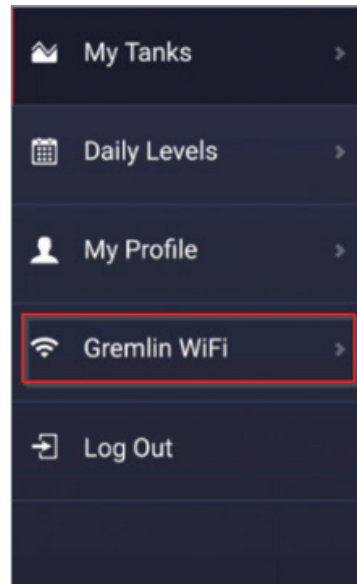 My Tanks
Daily Levels
My Profile
Gremlin WiFi
Log Out